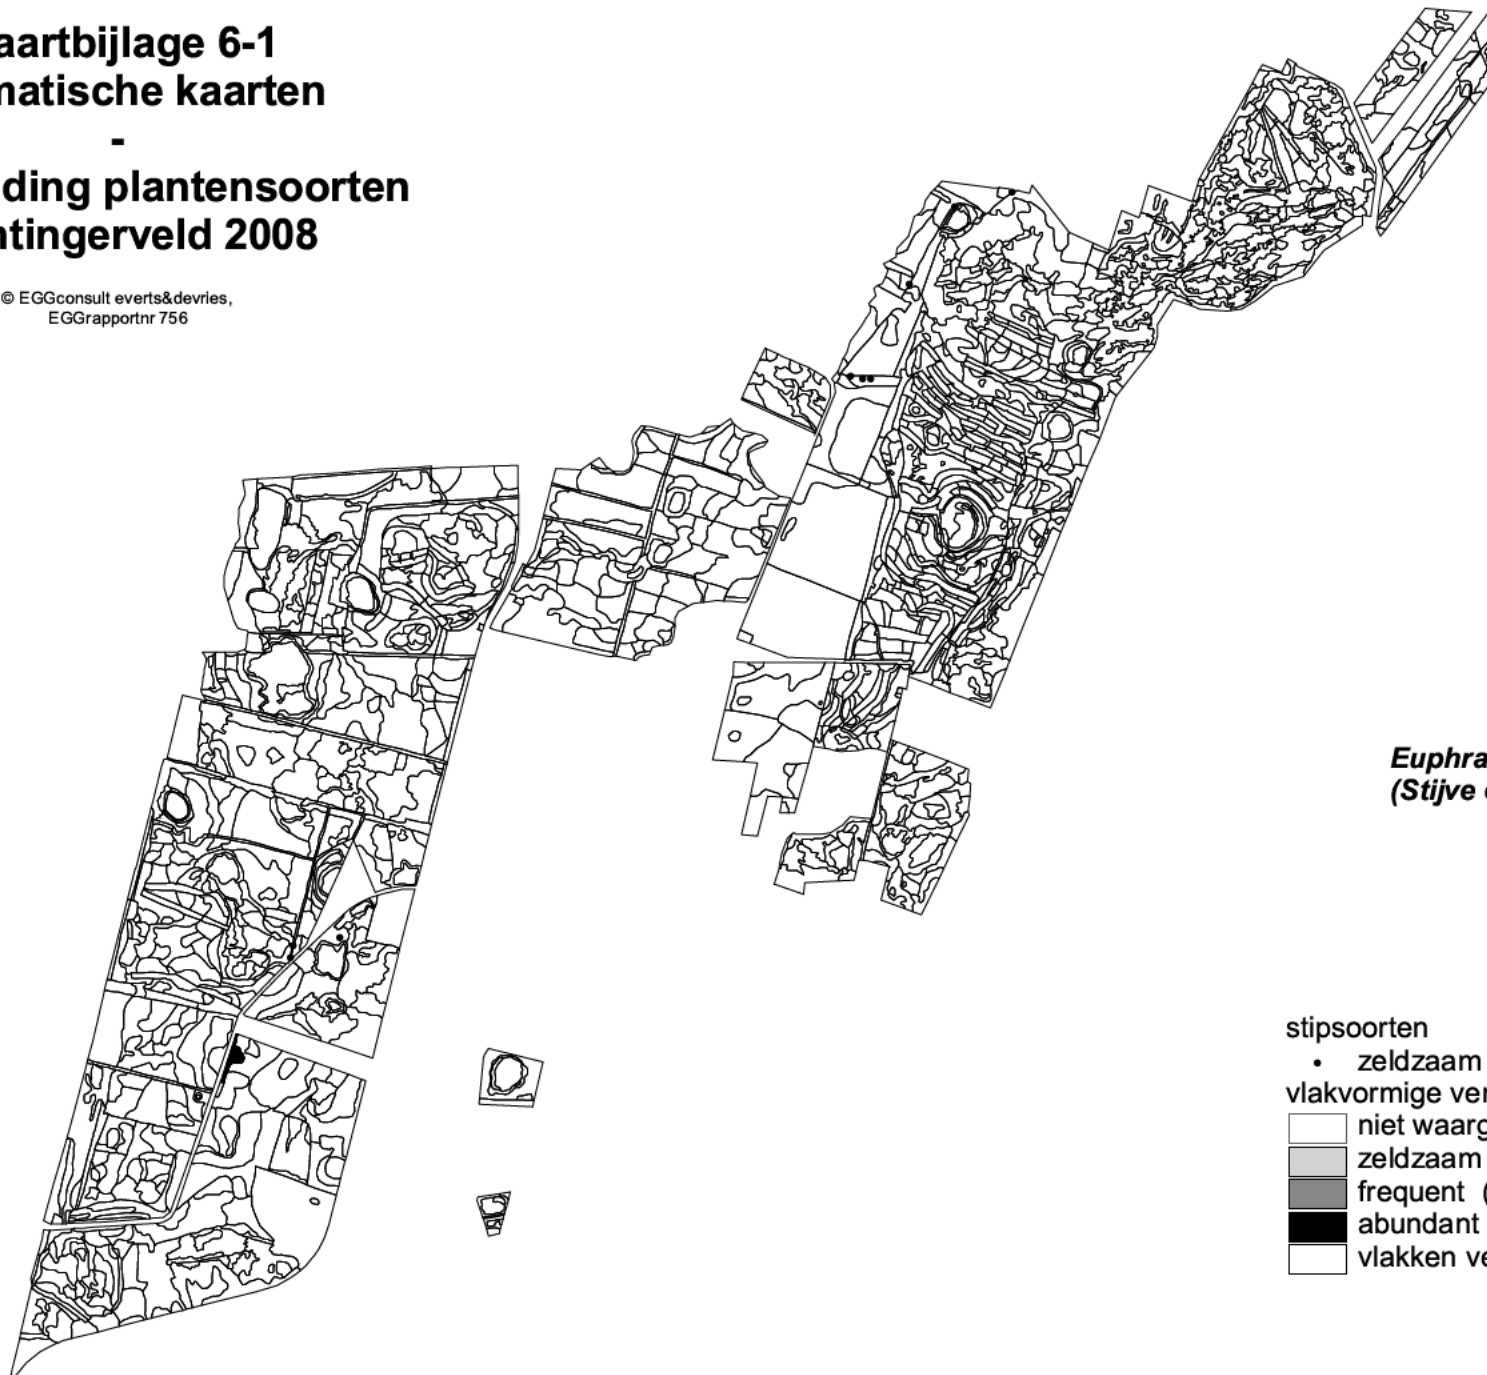 aartbijlage 6-1
matische kaarten
-
ding plantensoorten
ntingerveld 2008
© EGGconsult everts&devries,
EGGrapportnr 756
Euphra
(Stijve
stipsoorten
• zeldzaam
vlakvormige ver
niet waarg
zeldzaam
frequent (
abundant
vlakken ve